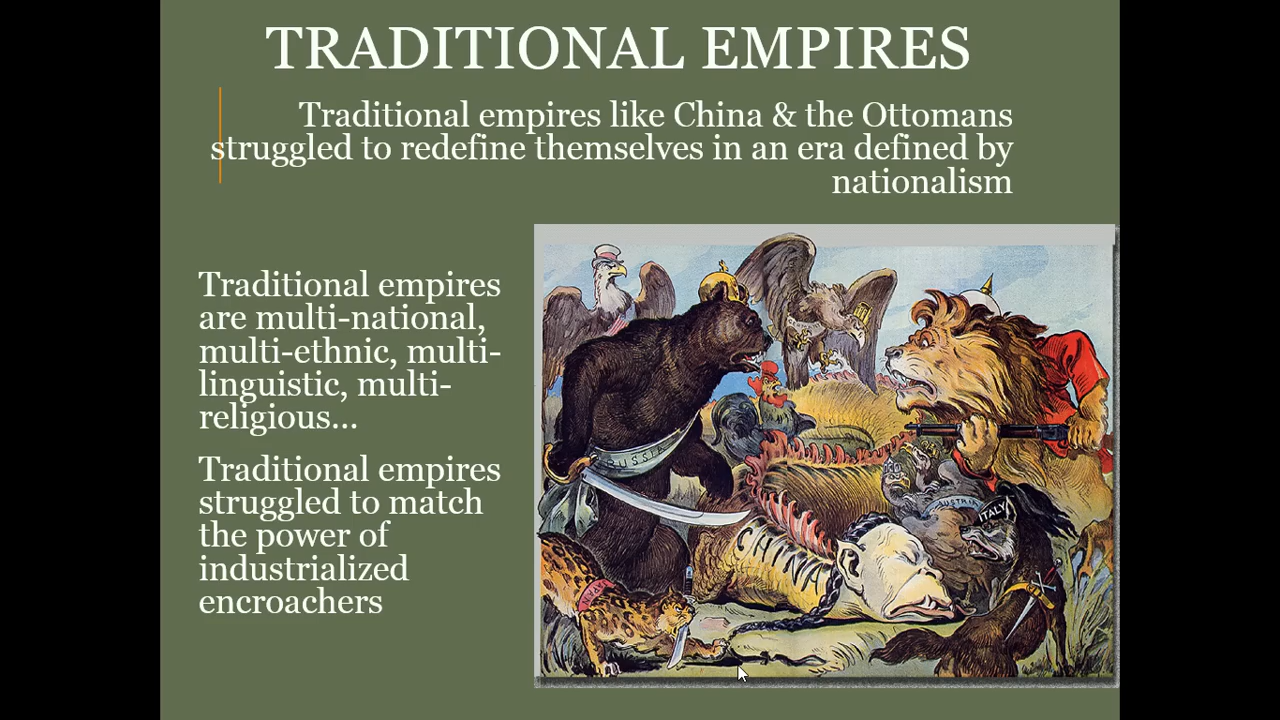 TRADITIONAL EMPIRES
Traditional empires like China & the Ottomans
struggled to redefine themselves in an era defined by
nationalism
Traditional empires
are multi-national,
multi-ethnic, multi-
linguistic, multi-
religious...
Traditional empires
struggled to match
the power of
industrialized
encroachers
RUSSIA
CHINA
AUSTRIA
ITALY